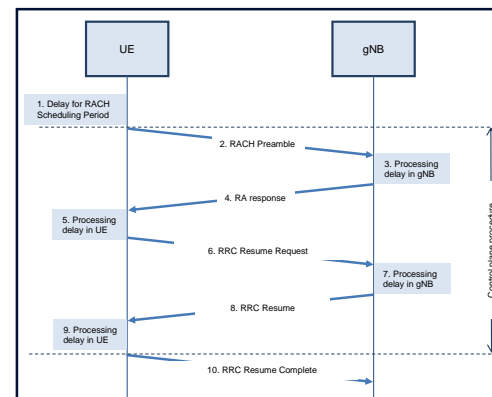 UE
gNB
1. Delay for RACH
Scheduling Period
2. RACH Preamble
3. Processing
delay in gNB
4. RA response
5. Processing
delay in UE
6. RRC Resume Request
7. Processing
delay in gNB
8. RRC Resume
9. Processing
delay in UE
10. RRC Resume Complete
Control plane procedure